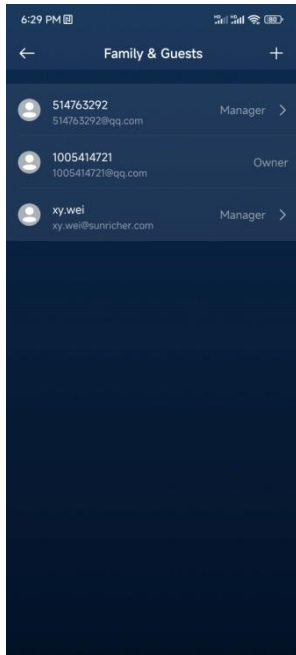 6:29 PM
Family & Guests
514763292
514763292@qq.com
Manager
1005414721
1005414721@qq.com
Owner
xy.wei
xy.wei@sunricher.com
Manager